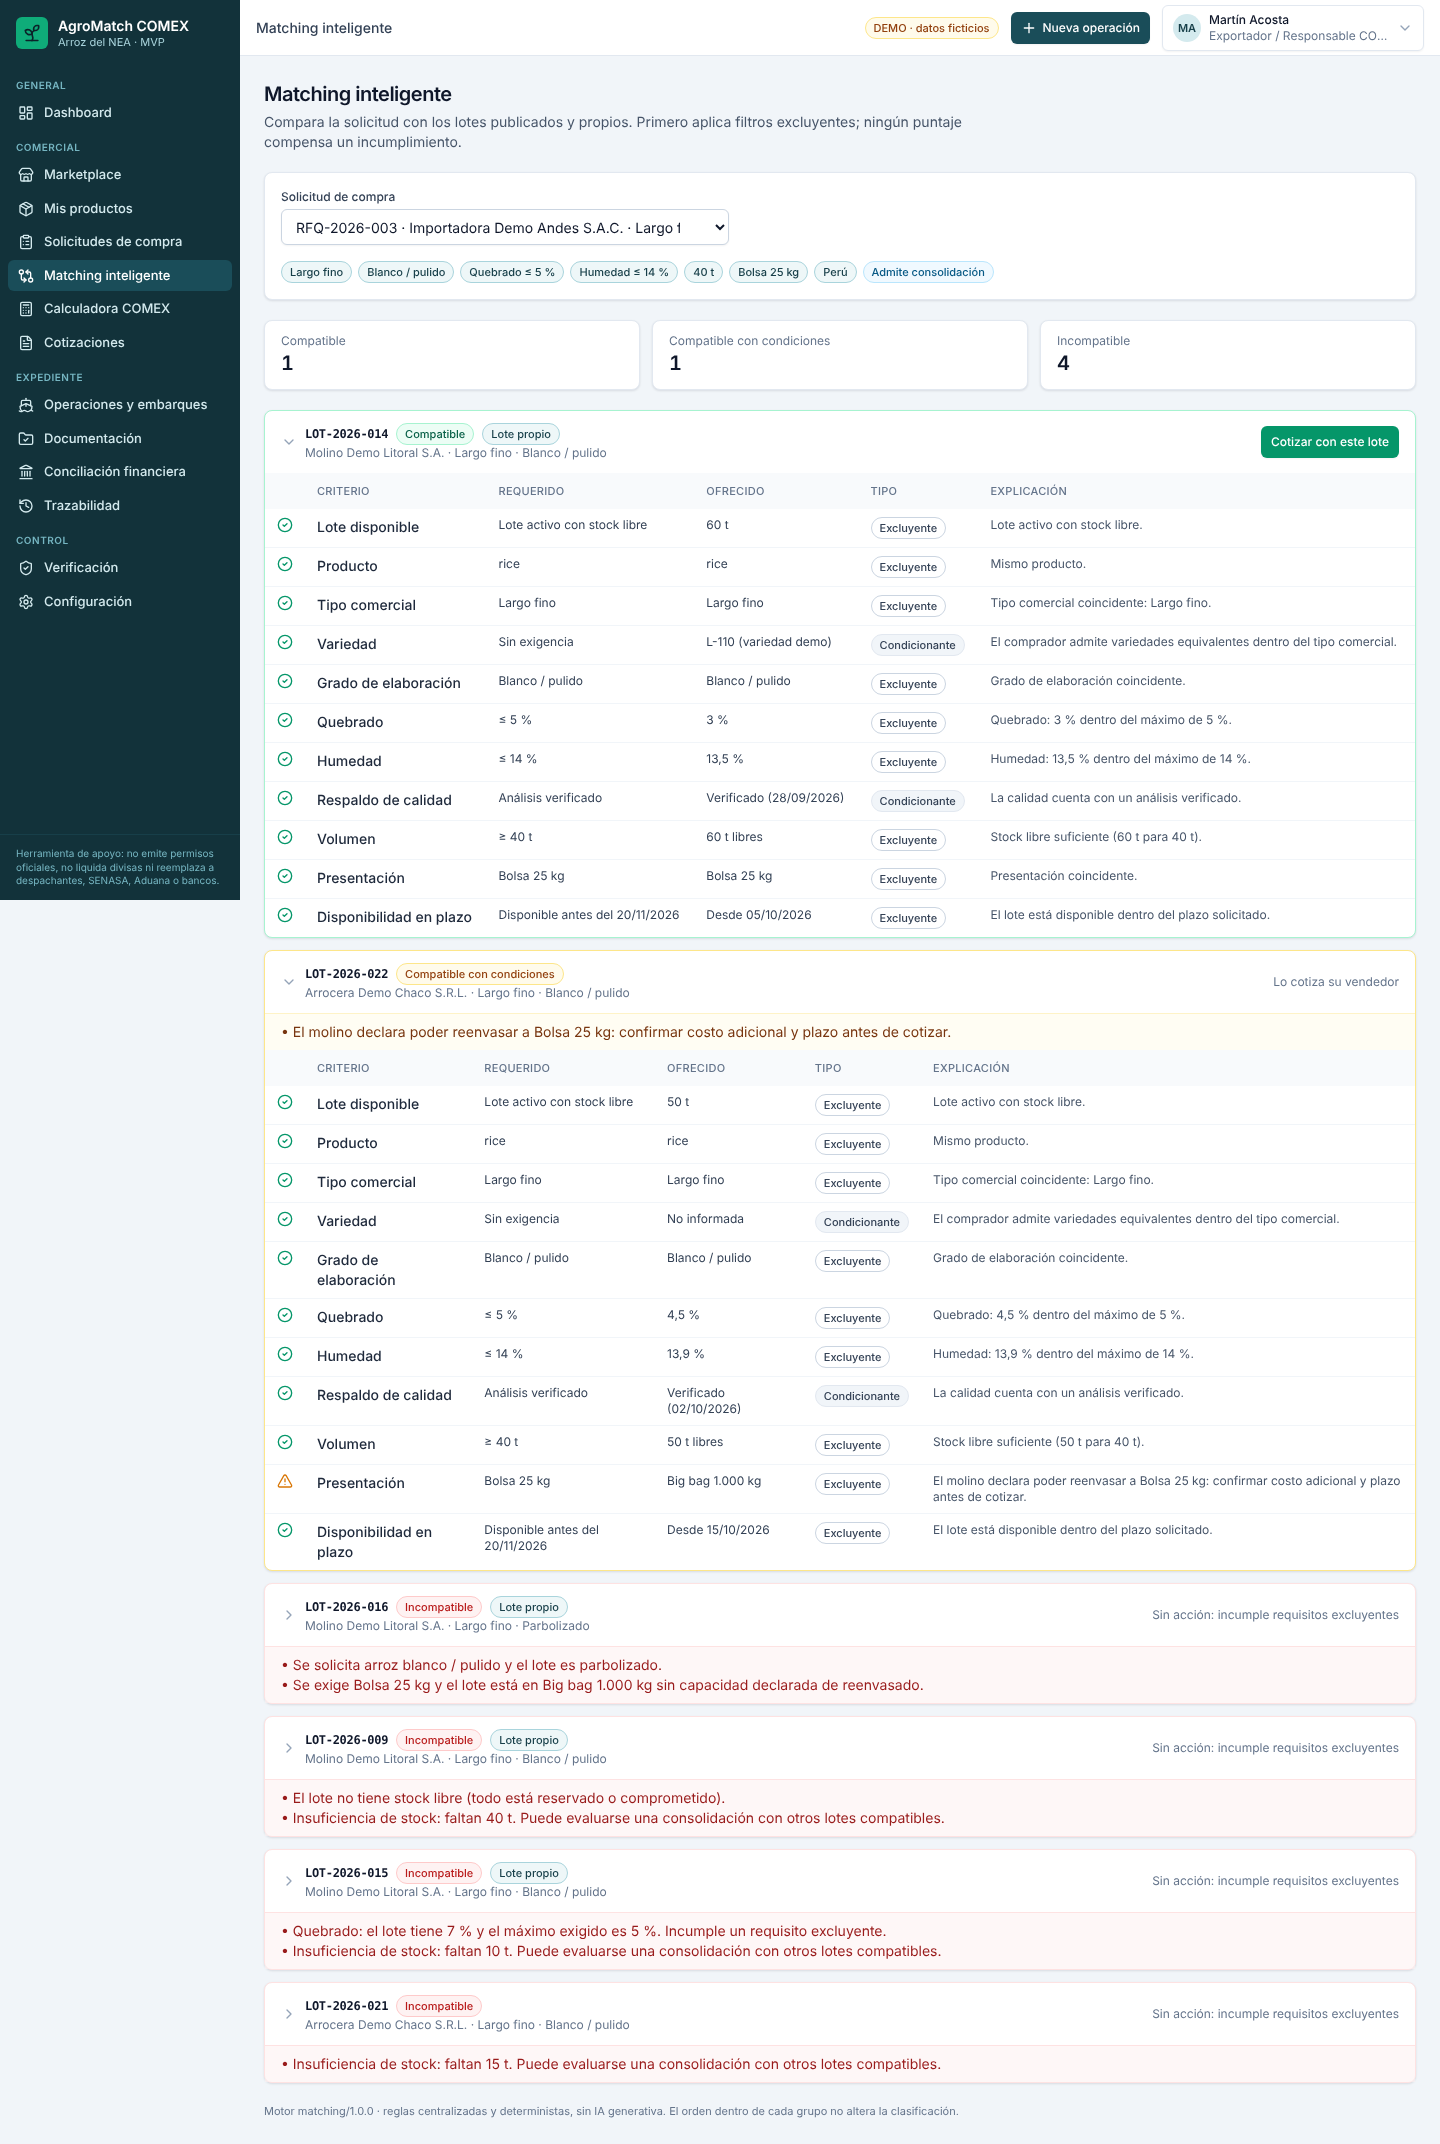 AgroMatch COMEX
Arroz del NEA · MVP
GENERAL
Dashboard
COMERCIAL
Marketplace
Mis productos
Solicitudes de compra
Matching inteligente
Calculadora COMEX
Cotizaciones
EXPEDIENTE
Operaciones y embarques
Documentación
Conciliación financiera
Trazabilidad
CONTROL
Verificación
Configuración
Herramienta de apoyo: no emite permisos
oficiales, no liquida divisas ni reemplaza a
despachantes, SENASA, Aduana o bancos.
Matching inteligente
DEMO · datos ficticios
Nueva operación
MA
Martín Acosta
Exportador / Responsable CO...
Matching inteligente
Compara la solicitud con los lotes publicados y propios. Primero aplica filtros excluyentes; ningún puntaje
compensa un incumplimiento.
Solicitud de compra
RFQ-2026-003 · Importadora Demo Andes S.A.C. · Largo f
Largo fino Blanco / pulido Quebrado ≤ 5 % Humedad ≤ 14 % 40 t Bolsa 25 kg Perú Admite consolidación
Compatible
1
Compatible con condiciones
1
Incompatible
4
LOT-2026-014 Compatible Lote propio
Molino Demo Litoral S.A. · Largo fino · Blanco / pulido
Cotizar con este lote
CRITERIO REQUERIDO OFRECIDO TIPO EXPLICACIÓN
Lote disponible Lote activo con stock libre 60 t Excluyente Lote activo con stock libre.
Producto rice rice Excluyente Mismo producto.
Tipo comercial Largo fino Largo fino Excluyente Tipo comercial coincidente: Largo fino.
Variedad Sin exigencia L-110 (variedad demo) Condicionante El comprador admite variedades equivalentes dentro del tipo comercial.
Grado de elaboración Blanco / pulido Blanco / pulido Excluyente Grado de elaboración coincidente.
Quebrado ≤ 5 % 3 % Excluyente Quebrado: 3 % dentro del máximo de 5 %.
Humedad ≤ 14 % 13,5 % Excluyente Humedad: 13,5 % dentro del máximo de 14 %.
Respaldo de calidad Análisis verificado Verificado (28/09/2026) Condicionante La calidad cuenta con un análisis verificado.
Volumen ≥ 40 t 60 t libres Excluyente Stock libre suficiente (60 t para 40 t).
Presentación Bolsa 25 kg Bolsa 25 kg Excluyente Presentación coincidente.
Disponibilidad en plazo Disponible antes del 20/11/2026 Desde 05/10/2026 Excluyente El lote está disponible dentro del plazo solicitado.
LOT-2026-022 Compatible con condiciones
Arrocera Demo Chaco S.R.L. · Largo fino · Blanco / pulido
Lo cotiza su vendedor
• El molino declara poder reenvasar a Bolsa 25 kg: confirmar costo adicional y plazo antes de cotizar.
CRITERIO REQUERIDO OFRECIDO TIPO EXPLICACIÓN
Lote disponible Lote activo con stock libre 50 t Excluyente Lote activo con stock libre.
Producto rice rice Excluyente Mismo producto.
Tipo comercial Largo fino Largo fino Excluyente Tipo comercial coincidente: Largo fino.
Variedad Sin exigencia No informada Condicionante El comprador admite variedades equivalentes dentro del tipo comercial.
Grado de Blanco / pulido Blanco / pulido Excluyente Grado de elaboración coincidente.
elaboración
Quebrado ≤ 5 % 4,5 % Excluyente Quebrado: 4,5 % dentro del máximo de 5 %.
Humedad ≤ 14 % 13,9 % Excluyente Humedad: 13,9 % dentro del máximo de 14 %.
Respaldo de calidad Análisis verificado Verificado Condicionante La calidad cuenta con un análisis verificado.
(02/10/2026)
Volumen ≥ 40 t 50 t libres Excluyente Stock libre suficiente (50 t para 40 t).
Presentación Bolsa 25 kg Big bag 1.000 kg Excluyente El molino declara poder reenvasar a Bolsa 25 kg: confirmar costo adicional y plazo
antes de cotizar.
Disponibilidad en Disponible antes del Desde 15/10/2026 Excluyente El lote está disponible dentro del plazo solicitado.
plazo 20/11/2026
LOT-2026-016 Incompatible Lote propio
Molino Demo Litoral S.A. · Largo fino · Parbolizado
Sin acción: incumple requisitos excluyentes
• Se solicita arroz blanco / pulido y el lote es parbolizado.
• Se exige Bolsa 25 kg y el lote está en Big bag 1.000 kg sin capacidad declarada de reenvasado.
LOT-2026-009 Incompatible Lote propio
Molino Demo Litoral S.A. · Largo fino · Blanco / pulido
Sin acción: incumple requisitos excluyentes
• El lote no tiene stock libre (todo está reservado o comprometido).
• Insuficiencia de stock: faltan 40 t. Puede evaluarse una consolidación con otros lotes compatibles.
LOT-2026-015 Incompatible Lote propio
Molino Demo Litoral S.A. · Largo fino · Blanco / pulido
Sin acción: incumple requisitos excluyentes
• Quebrado: el lote tiene 7 % y el máximo exigido es 5 %. Incumple un requisito excluyente.
• Insuficiencia de stock: faltan 10 t. Puede evaluarse una consolidación con otros lotes compatibles.
LOT-2026-021 Incompatible
Arrocera Demo Chaco S.R.L. · Largo fino · Blanco / pulido
Sin acción: incumple requisitos excluyentes
• Insuficiencia de stock: faltan 15 t. Puede evaluarse una consolidación con otros lotes compatibles.
Motor matching/1.0.0 · reglas centralizadas y deterministas, sin IA generativa. El orden dentro de cada grupo no altera la clasificación.